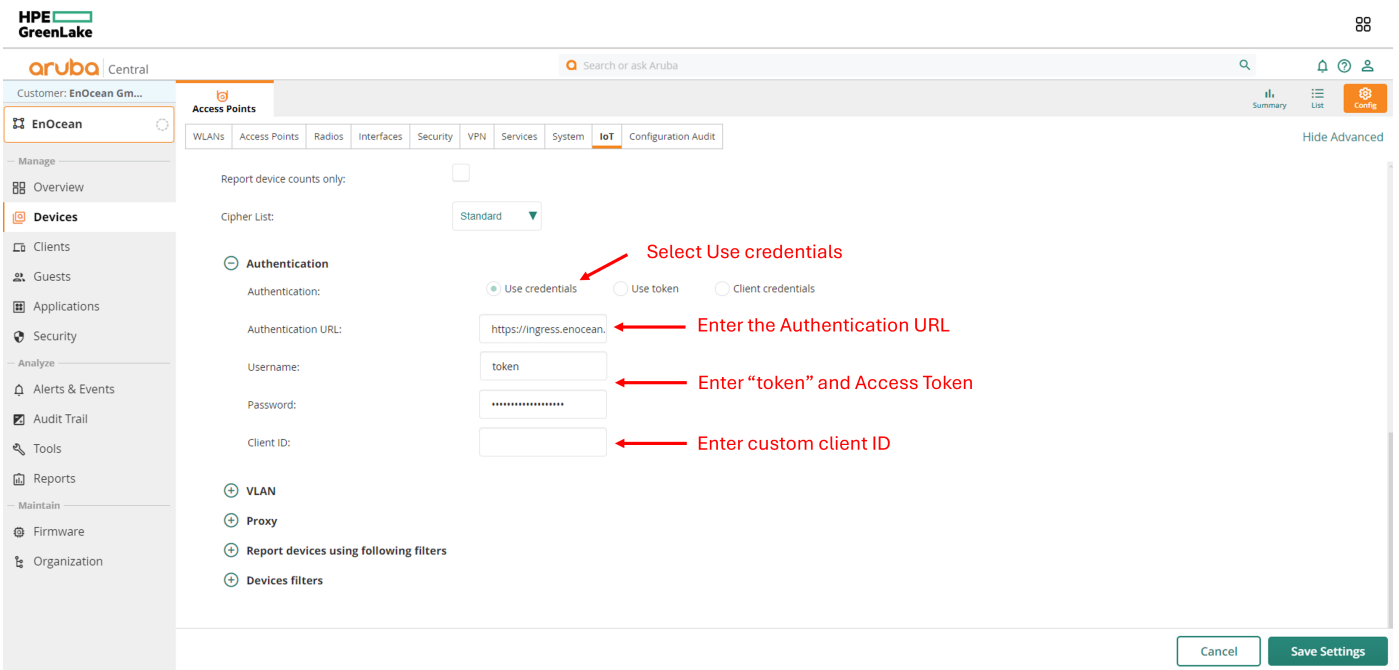 HPE
GreenLake
aruba Central
Search or ask Aruba
Customer: EnOcean Gm...
EnOcean
Manage
Overview
Devices
Clients
Guests
Applications
Security
Analyze
Alerts & Events
Audit Trail
Tools
Reports
Maintain
Firmware
Organization
Access Points
Summary
List
Config
WLANs Access Points Radios Interfaces Security VPN Services System IoT Configuration Audit
Hide Advanced
Report device counts only:
Cipher List: Standard
Authentication
Select Use credentials
Authentication: Use credentials Use token Client credentials
Authentication URL: https://ingress.enocean.
Enter the Authentication URL
Username: token
Enter “token” and Access Token
Password: •••••••••••••••••••
Client ID:
Enter custom client ID
VLAN
Proxy
Report devices using following filters
Devices filters
Cancel Save Settings